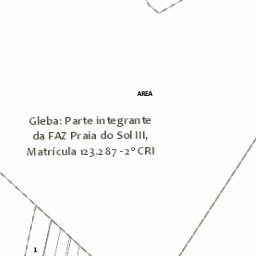 AREA
Gleba: Parte integrante
da FAZ Praia do Sol III,
Matrícula 123.287 - 2º CRI
1